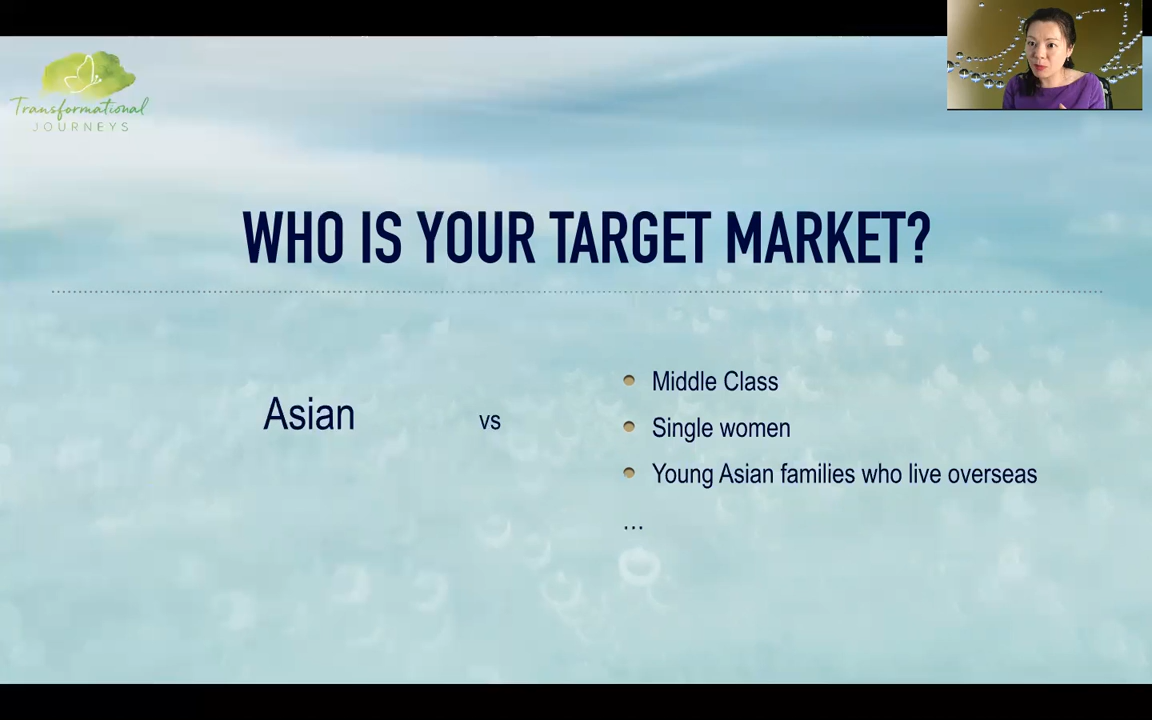 Transformational
JOURNEYS
WHO IS YOUR TARGET MARKET?
Asian
vs
Middle Class
Single women
Young Asian families who live overseas
...